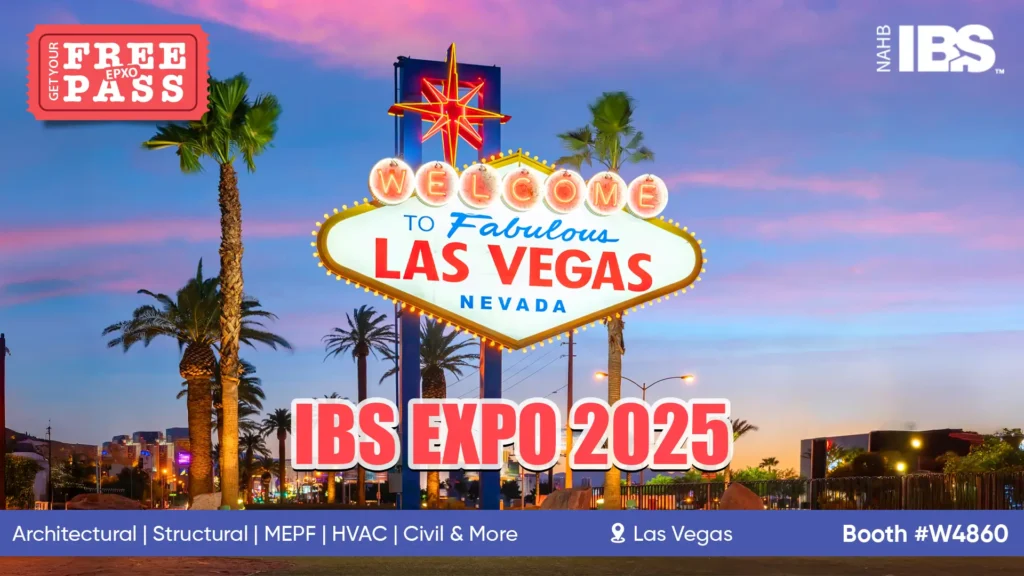 GET YOUR
FREE
EPXO
PASS
NAHB
IBS
TM
WELCOME
TO Fabulous
LAS VEGAS
NEVADA
IBS EXPO 2025
Architectural | Structural | MEPF | HVAC | Civil & More
Las Vegas
Booth #W4860